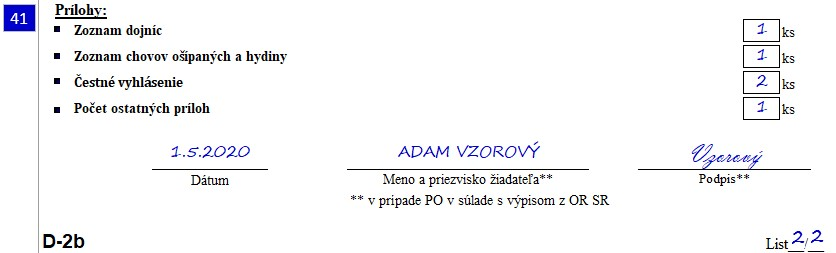 41 Prílohy:
▪ Zoznam dojníc 1 ks
▪ Zoznam chovov ošípaných a hydiny 1 ks
▪ Čestné vyhlásenie 2 ks
▪ Počet ostatných príloh 1 ks
1.5.2020 ADAM VZOROVÝ Vzorový
Dátum Meno a priezvisko žiadateľa** Podpis**
** v prípade PO v súlade s výpisom z OR SR
D-2b List 2/2